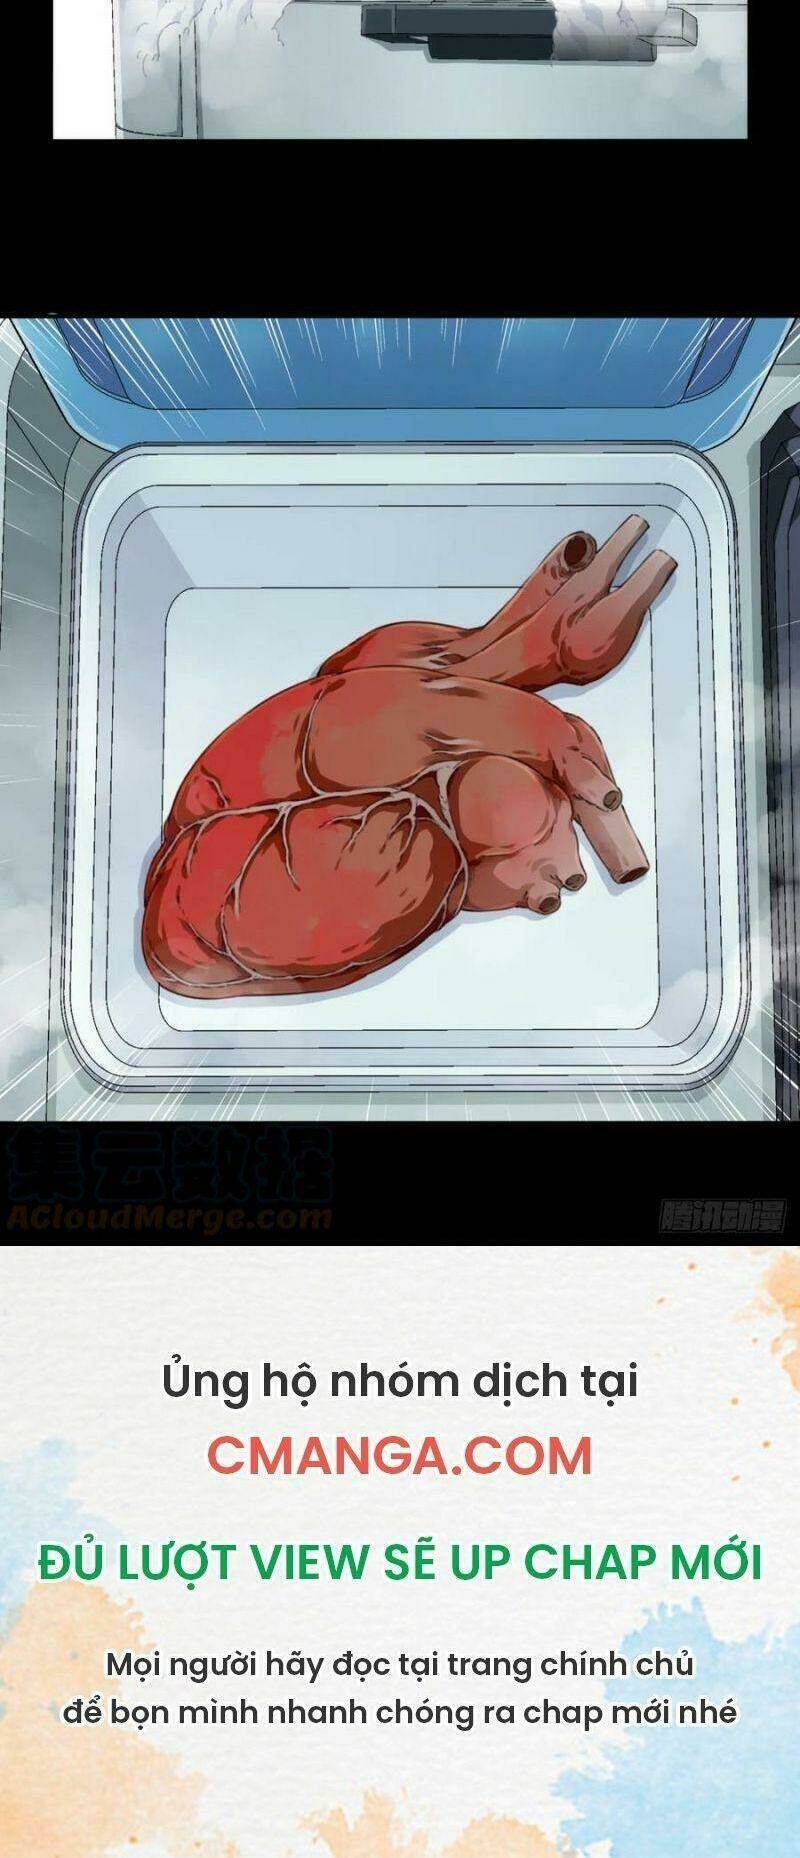 集云数据
ACloudMerge.com
腾讯动漫
Ủng hộ nhóm dịch tại
CMANGA.COM
ĐỦ LƯỢT VIEW SẼ UP CHAP MỚI
Mọi người hãy đọc tại trang chính chủ
để bọn mình nhanh chóng ra chap mới nhé